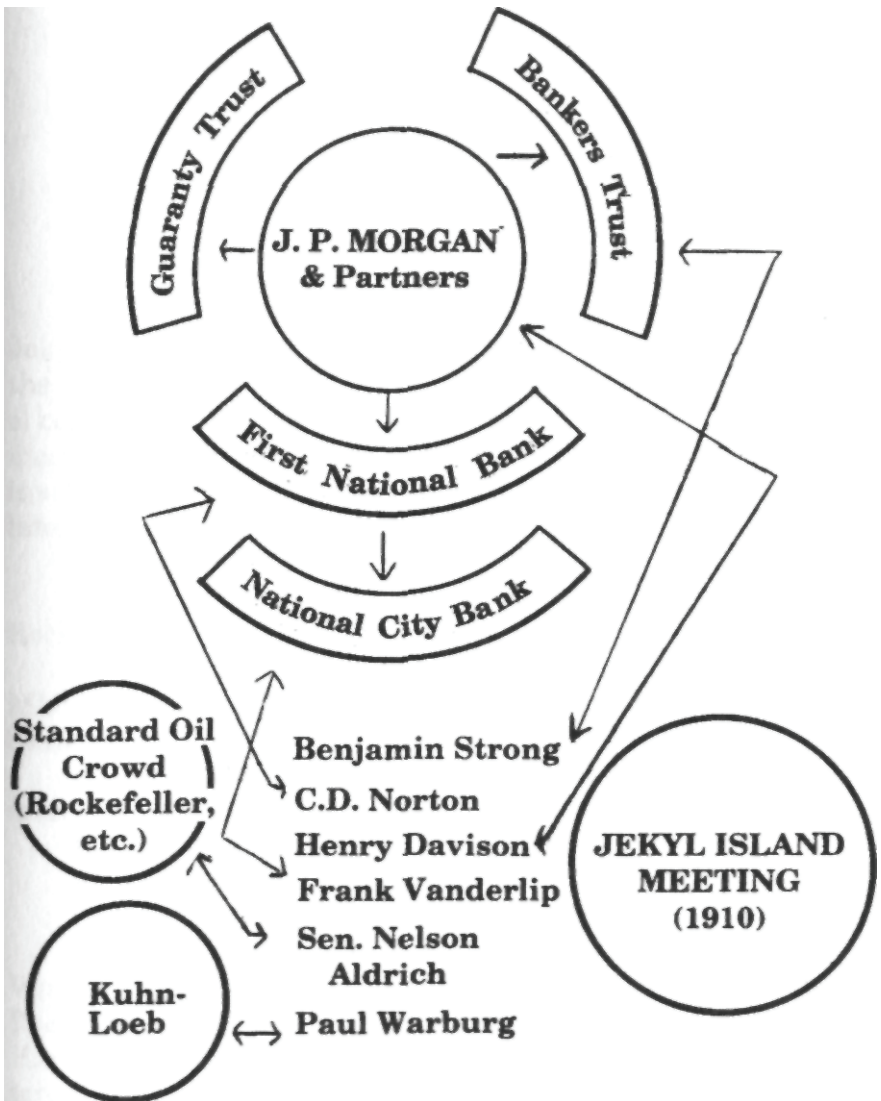 Guaranty Trust
Bankers Trust
J. P. MORGAN
& Partners
First National Bank
National City Bank
Standard Oil
Crowd
(Rockefeller,
etc.)
Kuhn-
Loeb
Benjamin Strong
C.D. Norton
Henry Davison
Frank Vanderlip
Sen. Nelson
Aldrich
Paul Warburg
JEKYL ISLAND
MEETING
(1910)